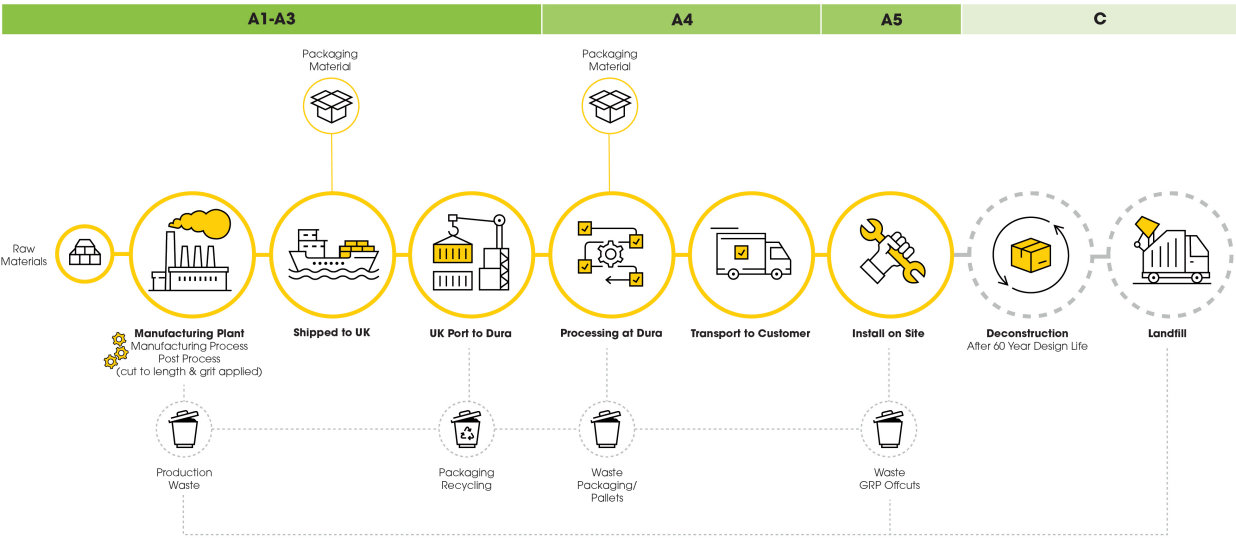 A1-A3
A4
A5
C
Packaging
Material
Packaging
Material
Raw
Materials
Manufacturing Plant
Manufacturing Process
Post Process
(cut to length & grit applied)
Shipped to UK
UK Port to Dura
Processing at Dura
Transport to Customer
Install on Site
Deconstruction
After 60 Year Design Life
Landfill
Production
Waste
Packaging
Recycling
Waste
Packaging/
Pallets
Waste
GRP Offcuts